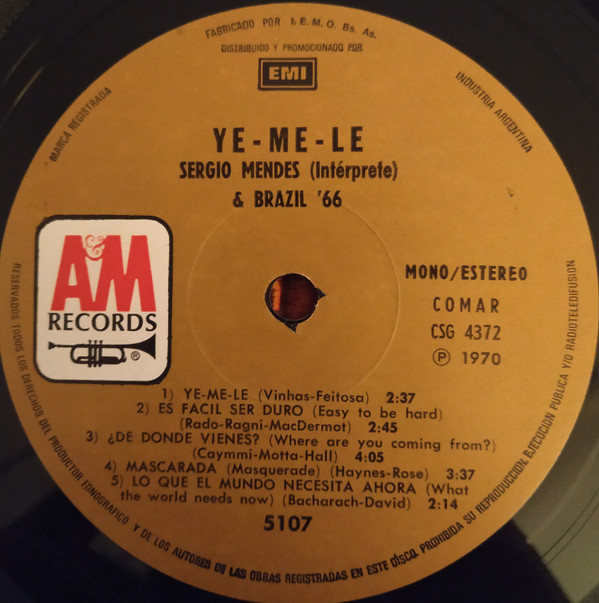 FABRICADO POR I.E.M.O. Bs. As.
DISTRIBUIDO Y PROMOCIONADO POR
EMI
MARCA REGISTRADA
INDUSTRIA ARGENTINA
YE-ME-LE
SERGIO MENDES (Intérprete)
& BRAZIL '66
A&M
RECORDS
®
MONO/ESTEREO
COMAR
CSG 4372
Ⓟ 1970
1) YE-ME-LE (Vinhas-Feitosa) 2:37
2) ES FACIL SER DURO (Easy to be hard)
(Rado-Ragni-MacDermot) 2:45
3) ¿DE DONDE VIENES? (Where are you coming from?)
(Caymmi-Motta-Hall) 4:05
4) MASCARADA (Masquerade) (Haynes-Rose) 3:37
5) LO QUE EL MUNDO NECESITA AHORA (What
the world needs now) (Bacharach-David) 2:14
5107
RESERVADOS TODOS LOS DERECHOS DEL PRODUCTOR FONOGRAFICO Y DE LOS AUTORES DE LAS OBRAS REGISTRADAS EN ESTE DISCO. PROHIBIDA SU REPRODUCCION, EJECUCION PUBLICA Y/O RADIOTELEDIFUSION